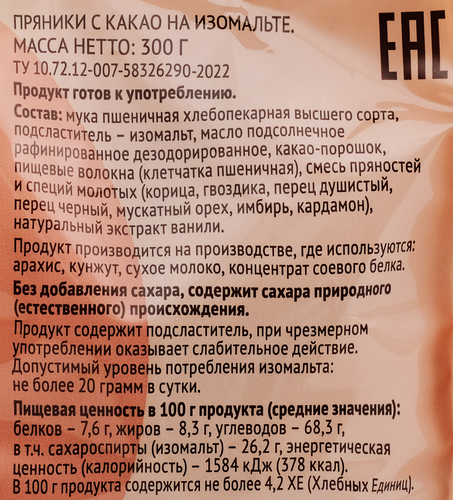 ПРЯНИКИ С КАКАО НА ИЗОМАЛЬТЕ.
МАССА НЕТТО: 300 Г
EAC
ТУ 10.72.12-007-58326290-2022
Продукт готов к употреблению.
Состав: мука пшеничная хлебопекарная высшего сорта,
подсластитель – изомальт, масло подсолнечное
рафинированное дезодорированное, какао-порошок,
пищевые волокна (клетчатка пшеничная), смесь пряностей
и специй молотых (корица, гвоздика, перец душистый,
перец черный, мускатный орех, имбирь, кардамон),
натуральный экстракт ванили.
Продукт производится на производстве, где используются:
арахис, кунжут, сухое молоко, концентрат соевого белка.
Без добавления сахара, содержит сахара природного
(естественного) происхождения.
Продукт содержит подсластитель, при чрезмерном
употреблении оказывает слабительное действие.
Допустимый уровень потребления изомальта:
не более 20 грамм в сутки.
Пищевая ценность в 100 г продукта (средние значения):
белков – 7,6 г, жиров – 8,3 г, углеводов – 68,3 г,
в т.ч. сахароспирты (изомальт) – 26,2 г, энергетическая
ценность (калорийность) – 1584 кДж (378 ккал).
В 100 г продукта содержится не более 4,2 ХЕ (Хлебных Единиц).